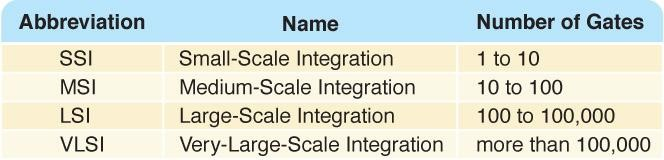 Abbreviation Name Number of Gates
SSI Small-Scale Integration 1 to 10
MSI Medium-Scale Integration 10 to 100
LSI Large-Scale Integration 100 to 100,000
VLSI Very-Large-Scale Integration more than 100,000